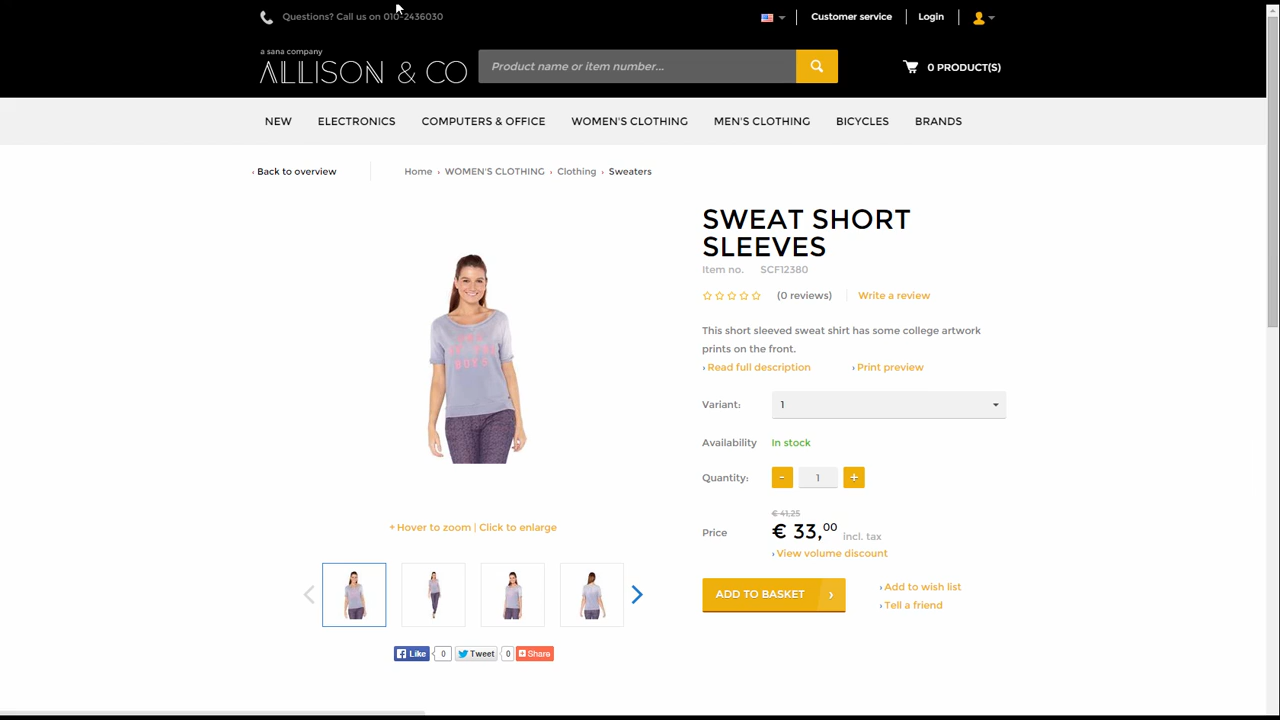 Questions? Call us on 010-2436030
Customer service
Login
a sana company
ALLISON & CO
Product name or item number...
0 PRODUCT(S)
NEW
ELECTRONICS
COMPUTERS & OFFICE
WOMEN'S CLOTHING
MEN'S CLOTHING
BICYCLES
BRANDS
‹ Back to overview
Home › WOMEN'S CLOTHING › Clothing › Sweaters
SWEAT SHORT
SLEEVES
Item no. SCF12380
(0 reviews)
Write a review
This short sleeved sweat shirt has some college artwork
prints on the front.
› Read full description
› Print preview
Variant: 1
Availability In stock
Quantity: - 1 +
€ 41,25
Price € 33,00 incl. tax
› View volume discount
ADD TO BASKET ›
› Add to wish list
› Tell a friend
+ Hover to zoom | Click to enlarge
Like 0 Tweet 0 Share